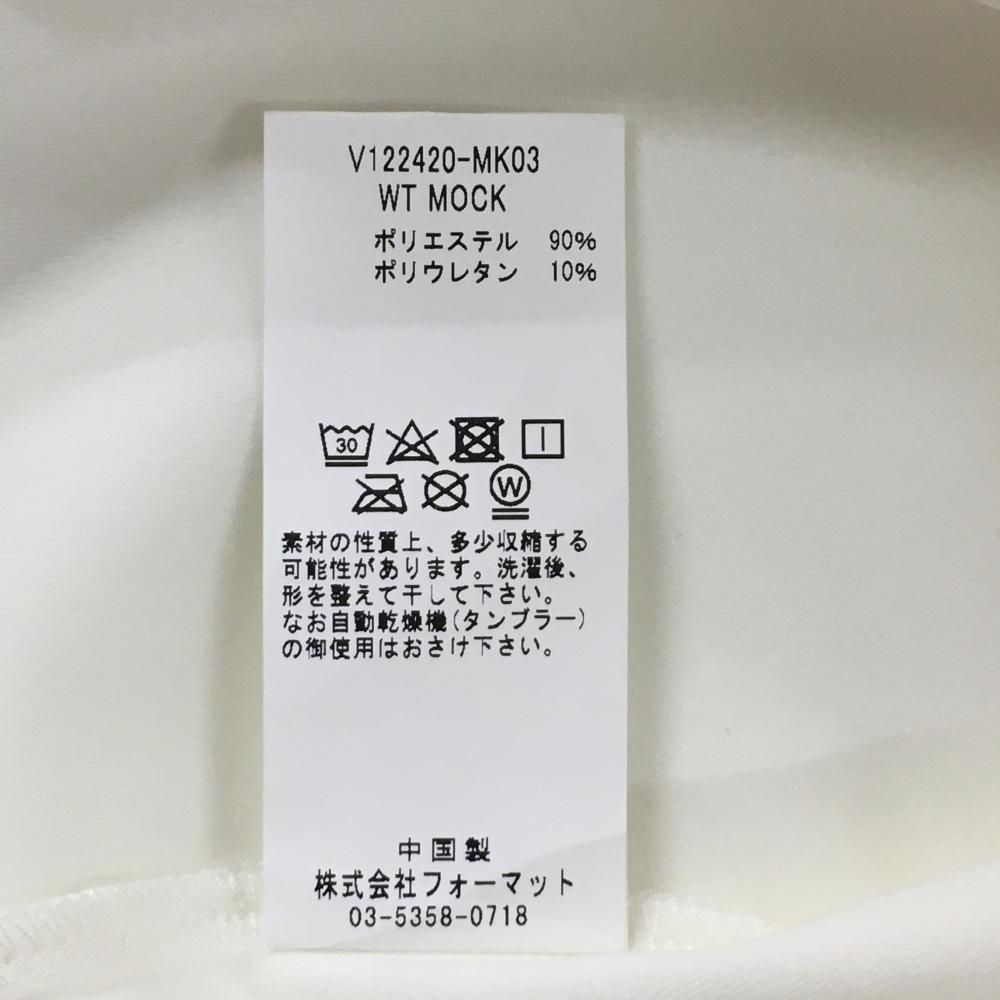 V122420-MK03
WT MOCK
ポリエステル 90%
ポリウレタン 10%
30
W
素材の性質上、多少収縮する
可能性があります。洗濯後、
形を整えて干して下さい。
なお自動乾燥機(タンブラー)
の御使用はおさけ下さい。
中国製
株式会社フォーマット
03-5358-0718